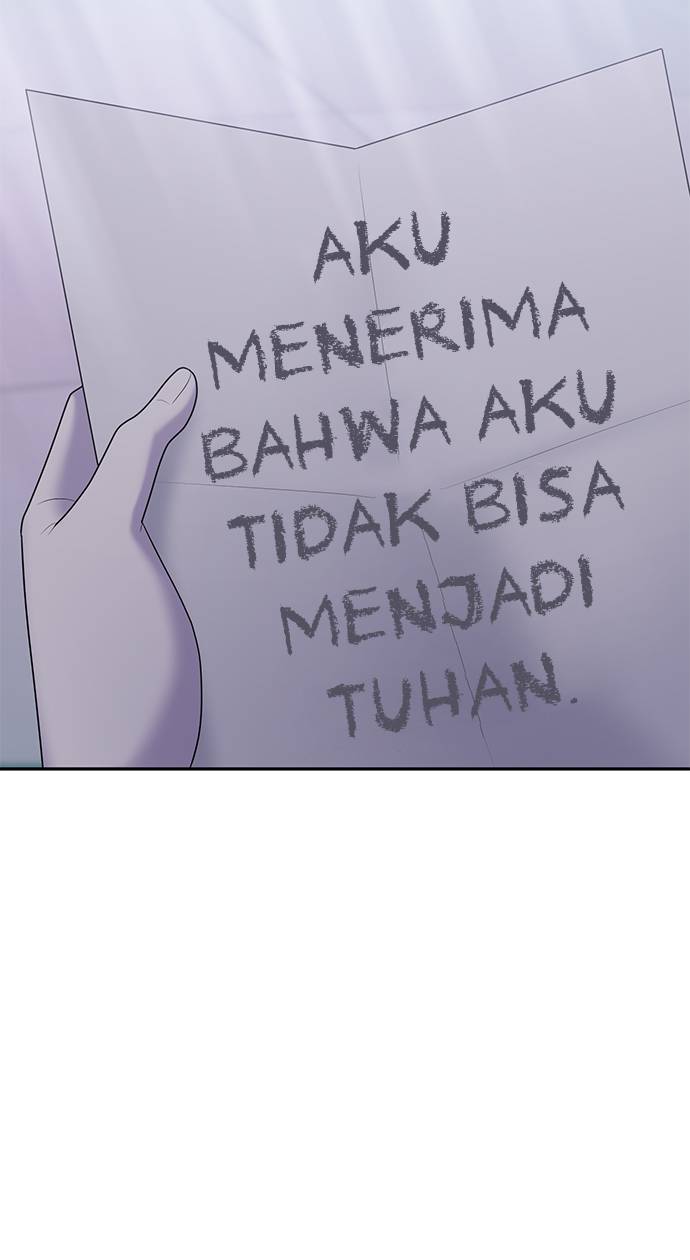 AKU
MENERIMA
BAHWA AKU
TIDAK BISA
MENJADI
TUHAN.